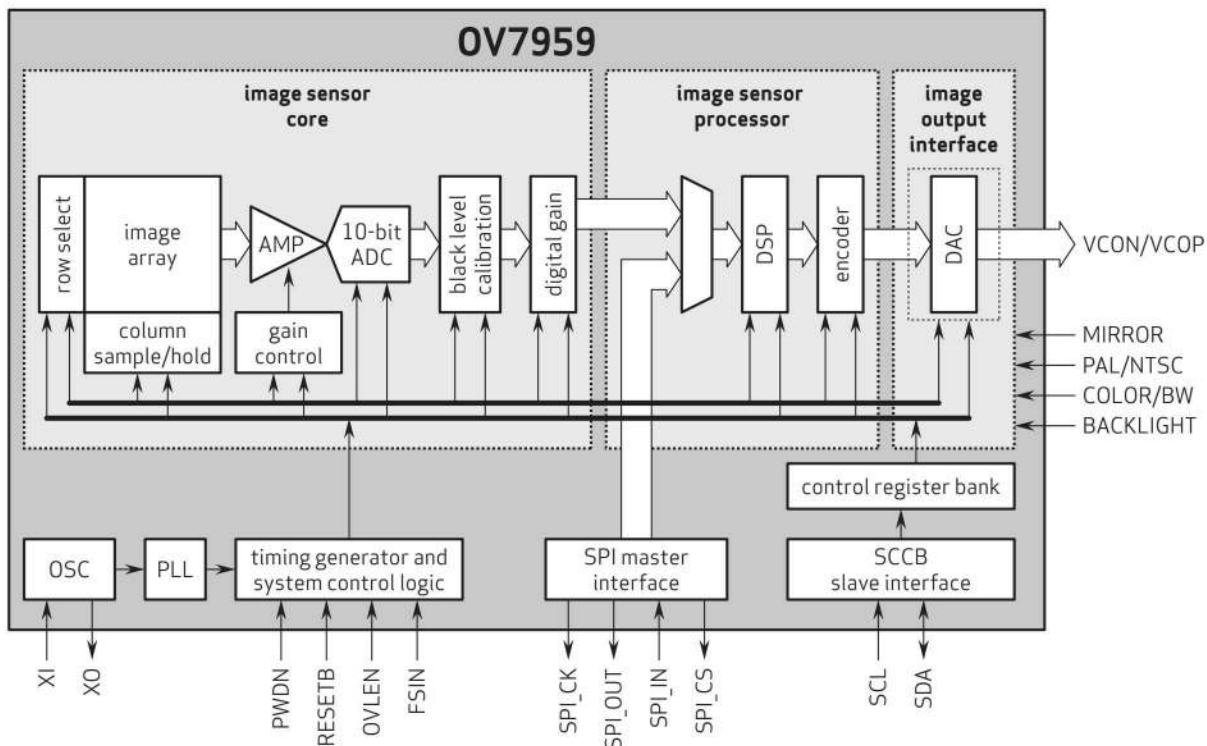 OV7959
image sensor
core
image sensor
processor
image
output
interface
row select
image
array
column
sample/hold
AMP
gain
control
10-bit
ADC
black level
calibration
digital gain
DSP
encoder
DAC
VCON/VCOP
MIRROR
PAL/NTSC
COLOR/BW
BACKLIGHT
control register bank
OSC
PLL
timing generator and
system control logic
SPI master
interface
SCCB
slave interface
XI
XO
PWDN
RESETB
OVLEN
FSIN
SPI_CK
SPI_OUT
SPI_IN
SPI_CS
SCL
SDA